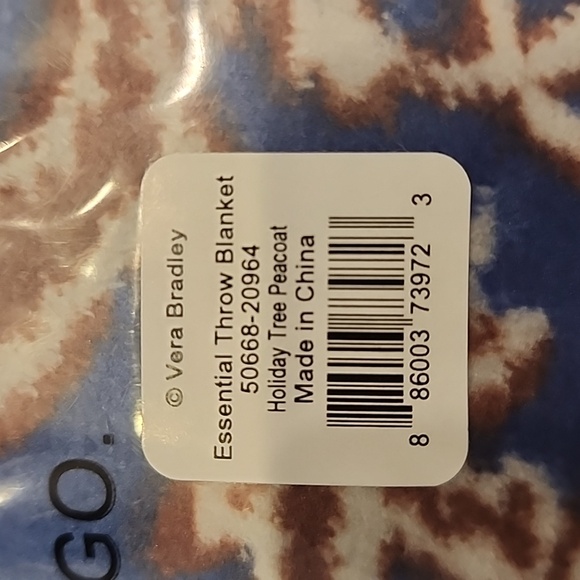 © Vera Bradley
Essential Throw Blanket
50668-20964
Holiday Tree Peacoat
Made in China
8 86003 73972 3
GO.